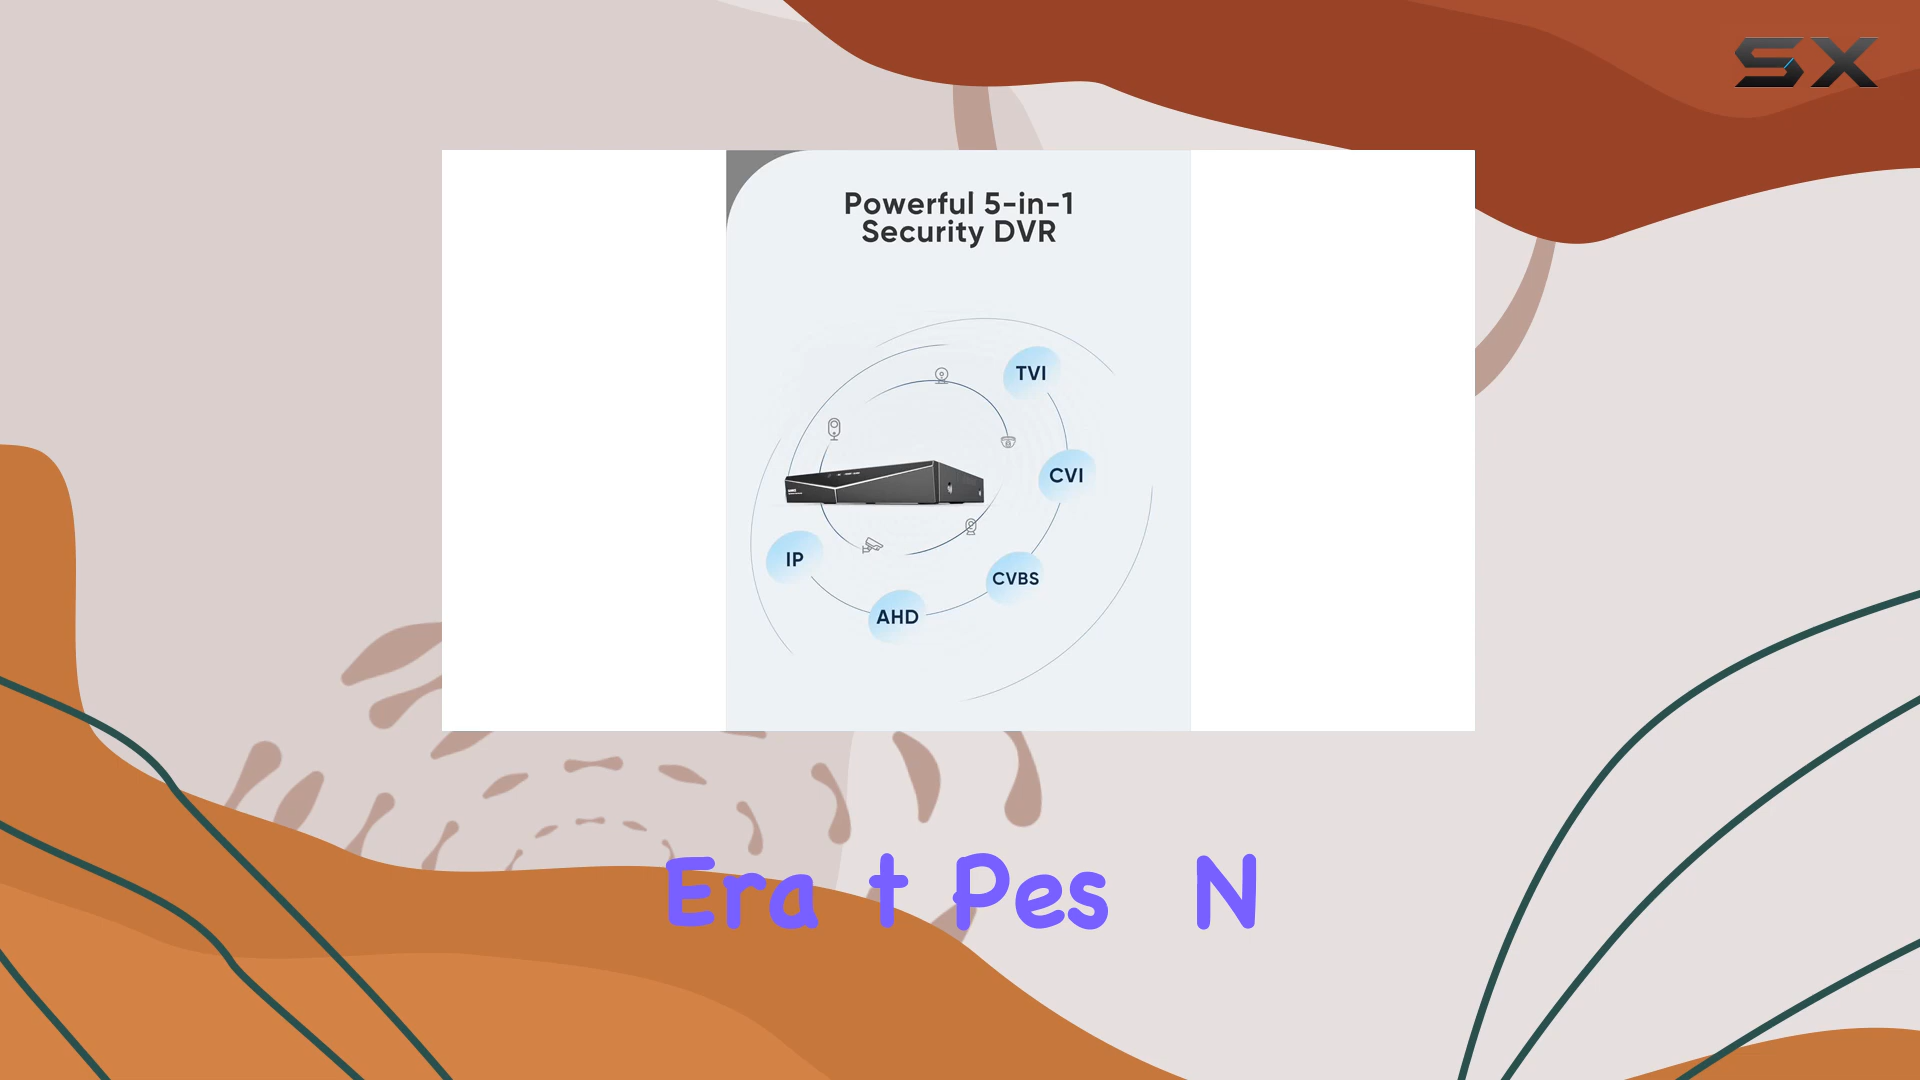 SX
Powerful 5-in-1
Security DVR
TVI
CVI
CVBS
AHD
IP
Era t Pes N